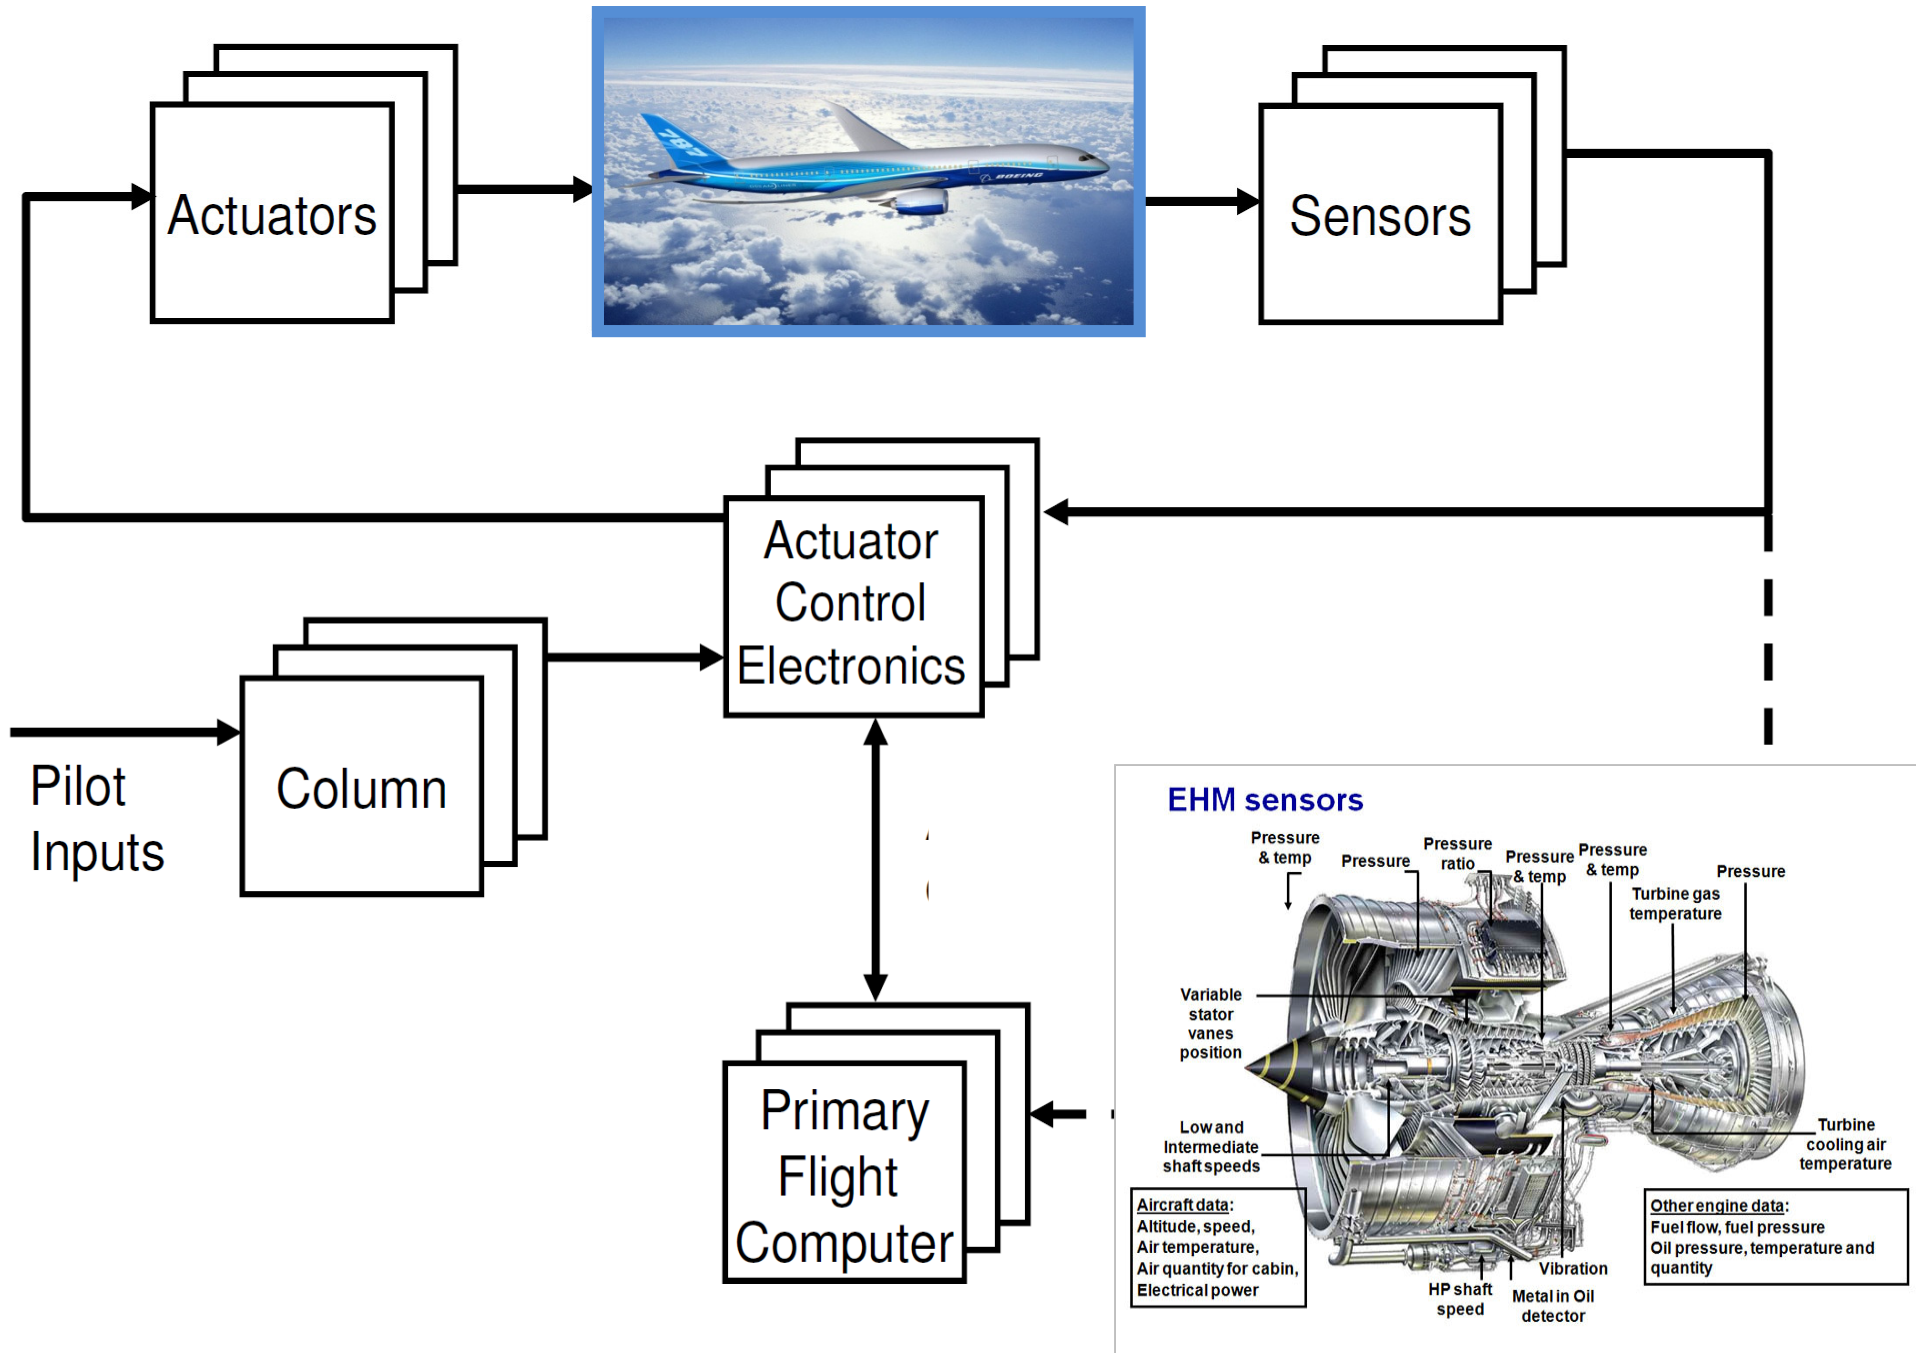 Actuators
787
BOEING
Sensors
Actuator
Control
Electronics
Column
Pilot
Inputs
Primary
Flight
Computer
EHM sensors
Pressure
& temp
Pressure
Pressure
ratio
Pressure
& temp
Pressure
& temp
Turbine gas
temperature
Pressure
Variable
stator
vanes
position
Low and
Intermediate
shaft speeds
Turbine
cooling air
temperature
Aircraft data:
Altitude, speed,
Air temperature,
Air quantity for cabin,
Electrical power
Other engine data:
Fuel flow, fuel pressure
Oil pressure, temperature and
quantity
Vibration
HP shaft
speed
Metal in Oil
detector